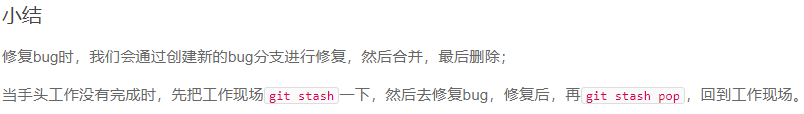 小结
修复bug时，我们会通过创建新的bug分支进行修复，然后合并，最后删除；
当手头工作没有完成时，先把工作现场git stash一下，然后去修复bug，修复后，再git stash pop，回到工作现场。